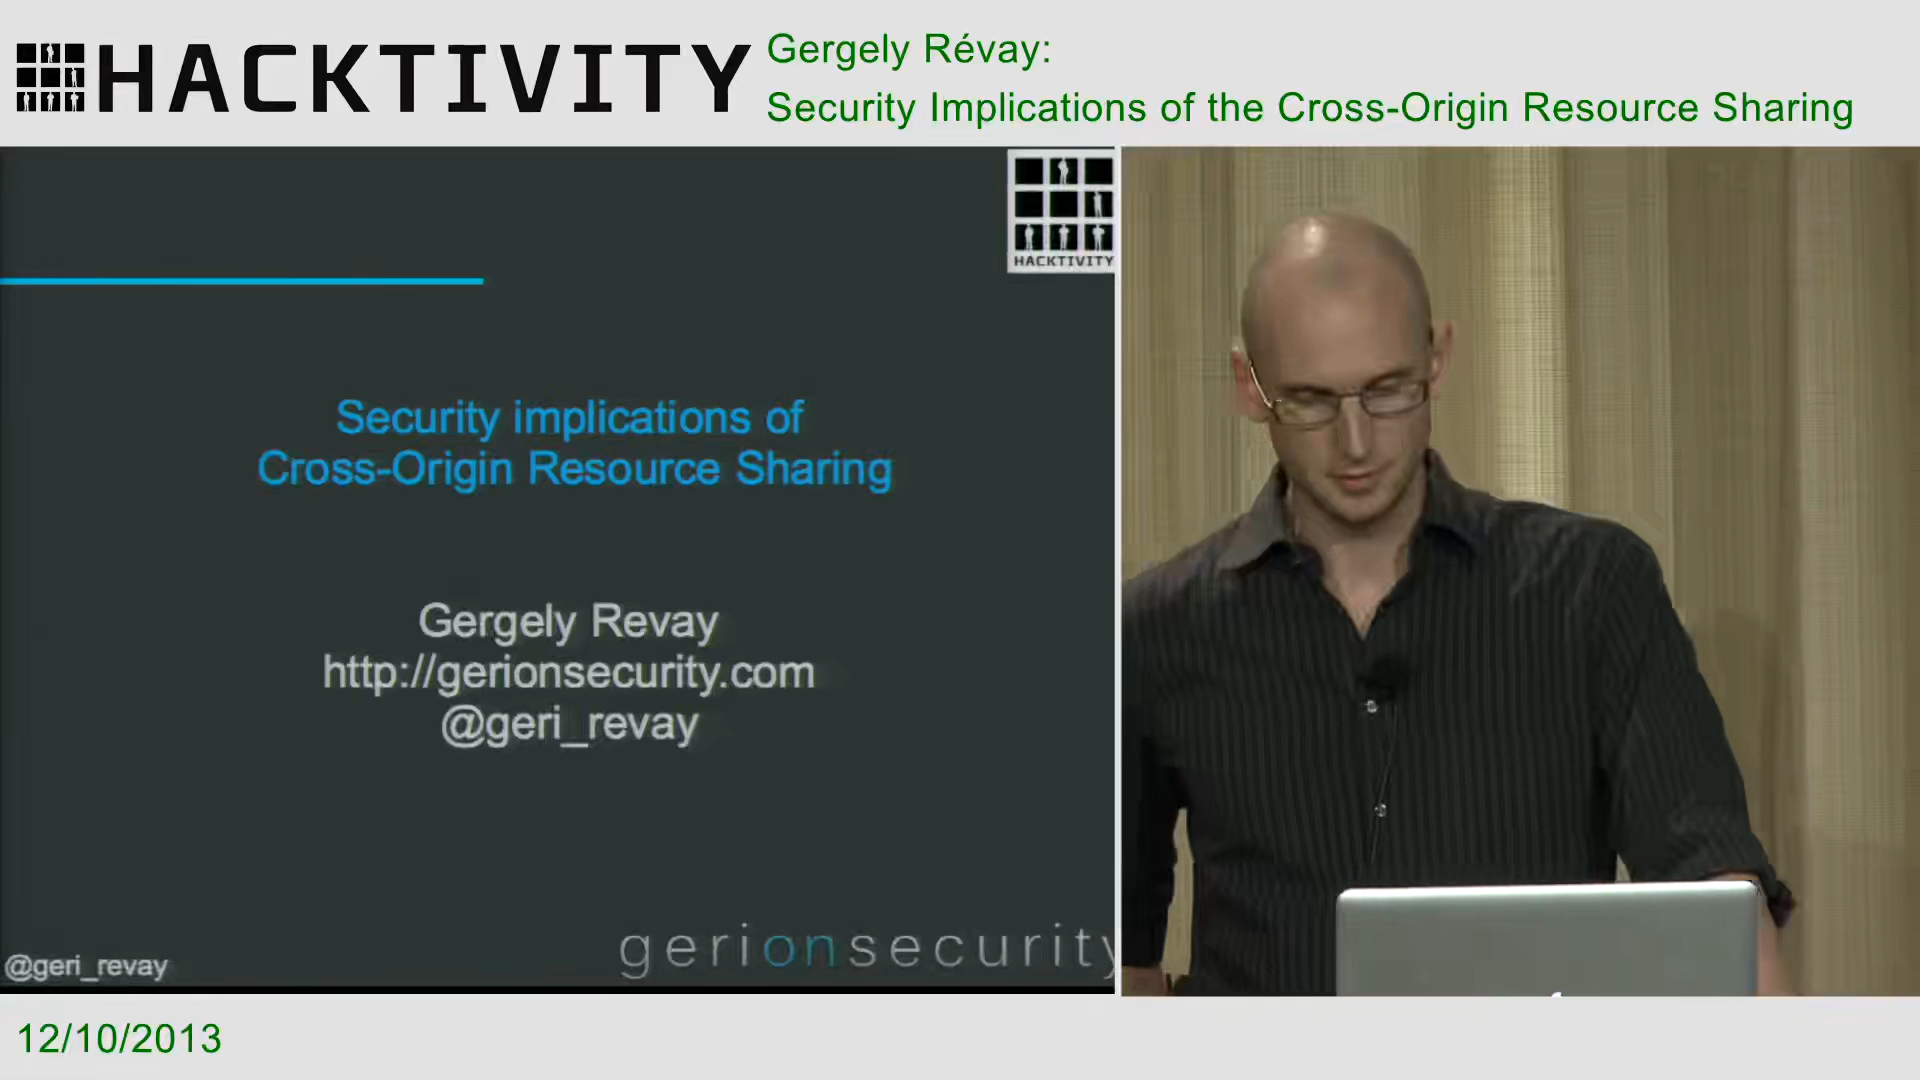 HACKTIVITY
Gergely Révay:
Security Implications of the Cross-Origin Resource Sharing
HACKTIVITY
Security implications of
Cross-Origin Resource Sharing
Gergely Revay
http://gerionsecurity.com
@geri_revay
gerionsecurity
@geri_revay
12/10/2013